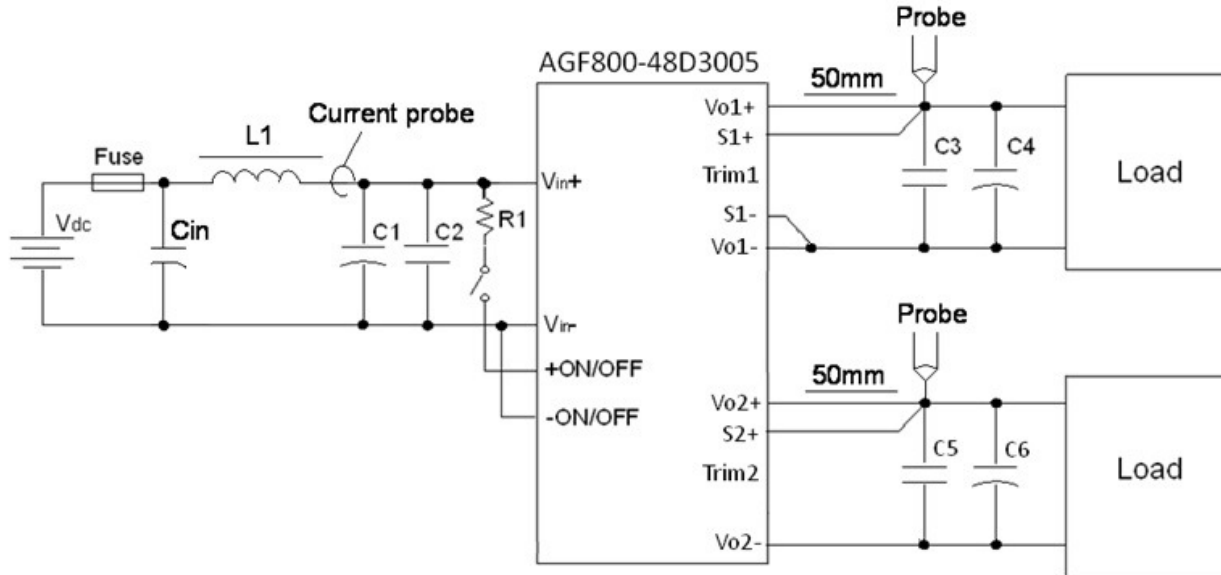 Probe
AGF800-48D3005
50mm
Vo1+
S1+
Current probe
L1
C3
C4
Fuse
Trim1
Load
Vin+
R1
S1-
Vdc
Cin
C1
C2
Vo1-
Probe
Vin-
50mm
+ON/OFF
Vo2+
-ON/OFF
S2+
C5
C6
Trim2
Load
Vo2-